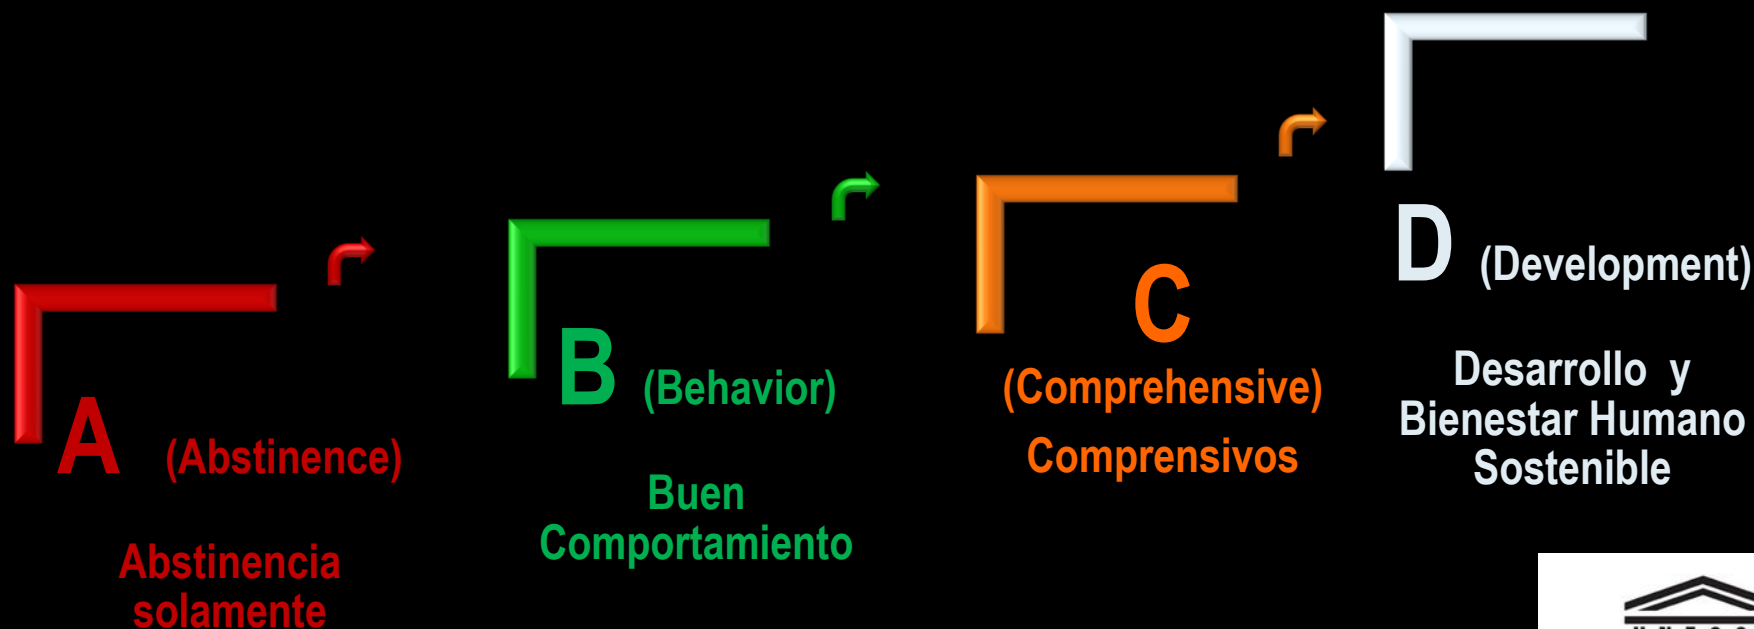 A (Abstinence)
Abstinencia
solamente
B (Behavior)
Buen
Comportamiento
C
(Comprehensive)
Comprensivos
D (Development)
Desarrollo y
Bienestar Humano
Sostenible